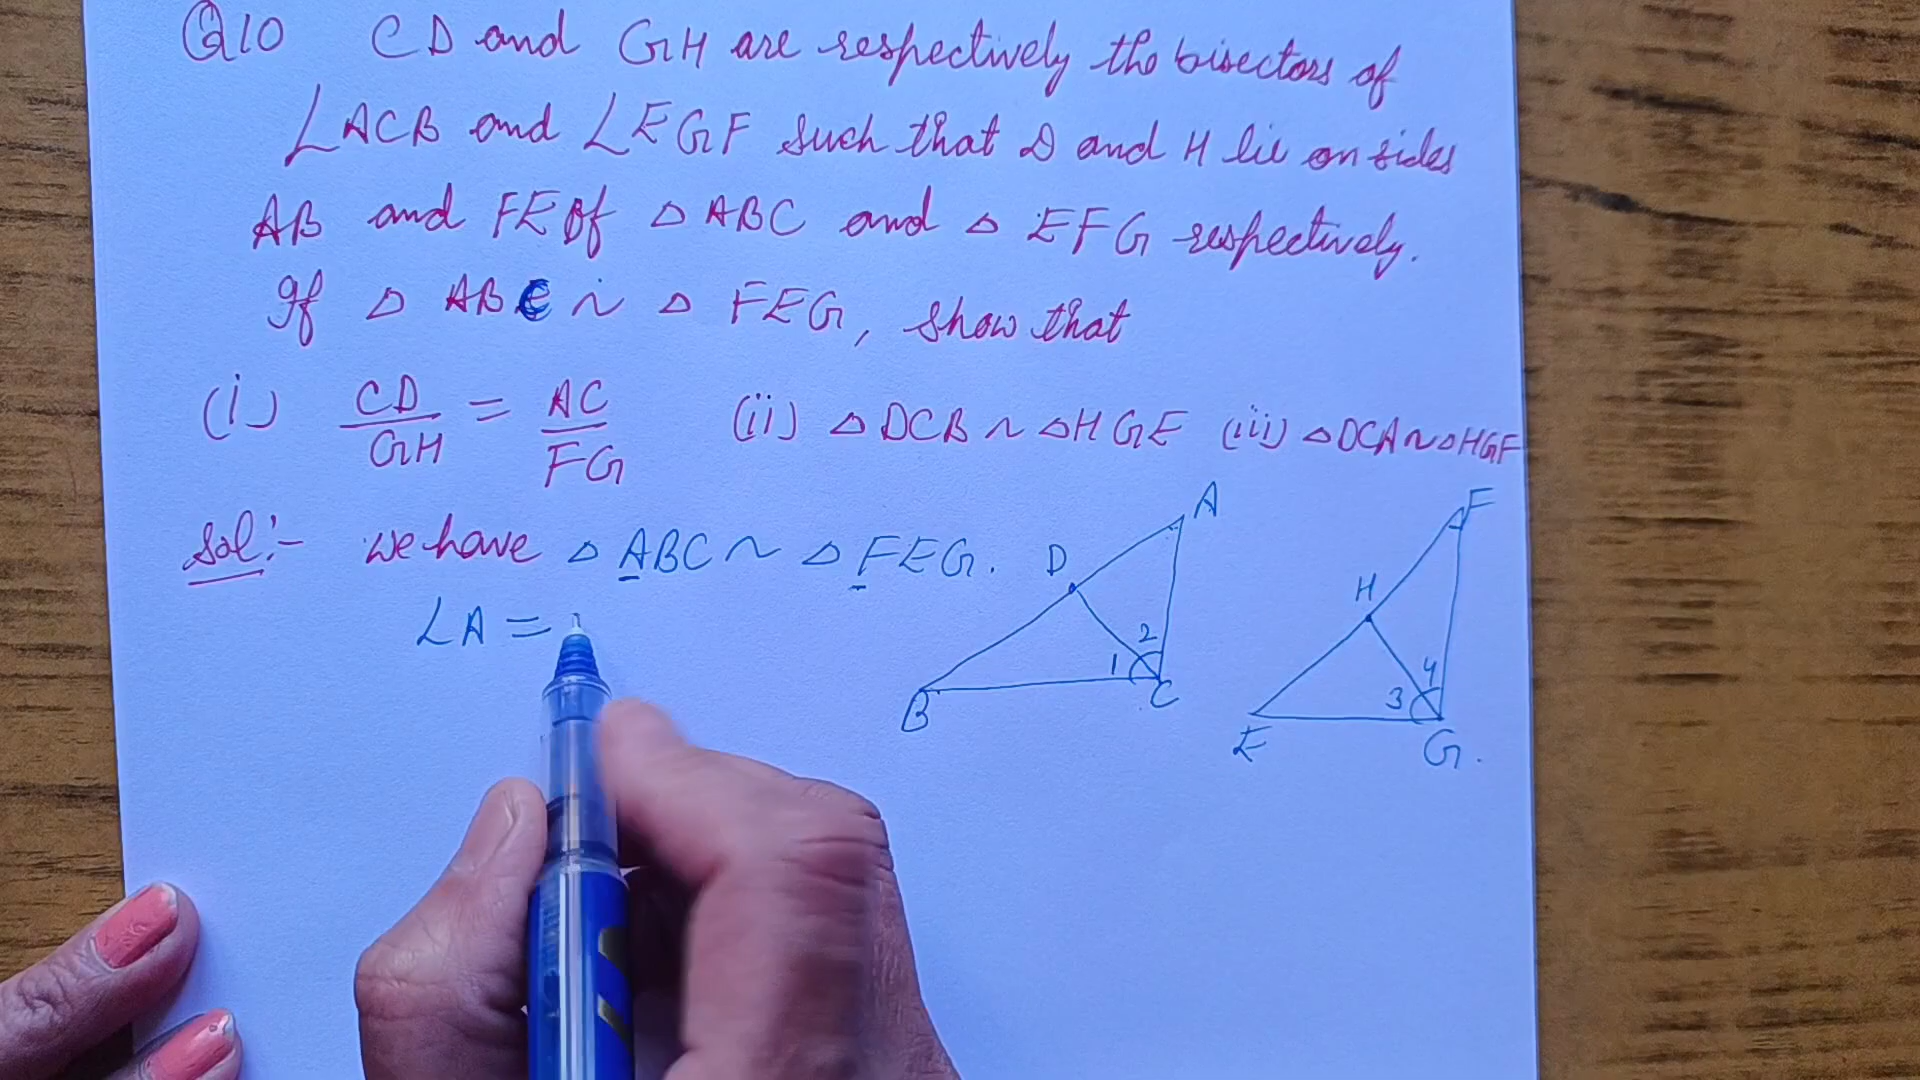 Q10 CD and GH are respectively the bisectors of
∠ACB and ∠EGF such that D and H lie on sides
AB and FE of △ ABC and △ EFG respectively.
If △ ABC ~ △ FEG, show that
(i) CD/GH = AC/FG (ii) △DCB ~ △HGE (iii) △DCA~△HGF
Sol:- We have △ABC ~ △FEG.
∠A =
A
D
2
1
B
C
F
H
4
3
E
G.